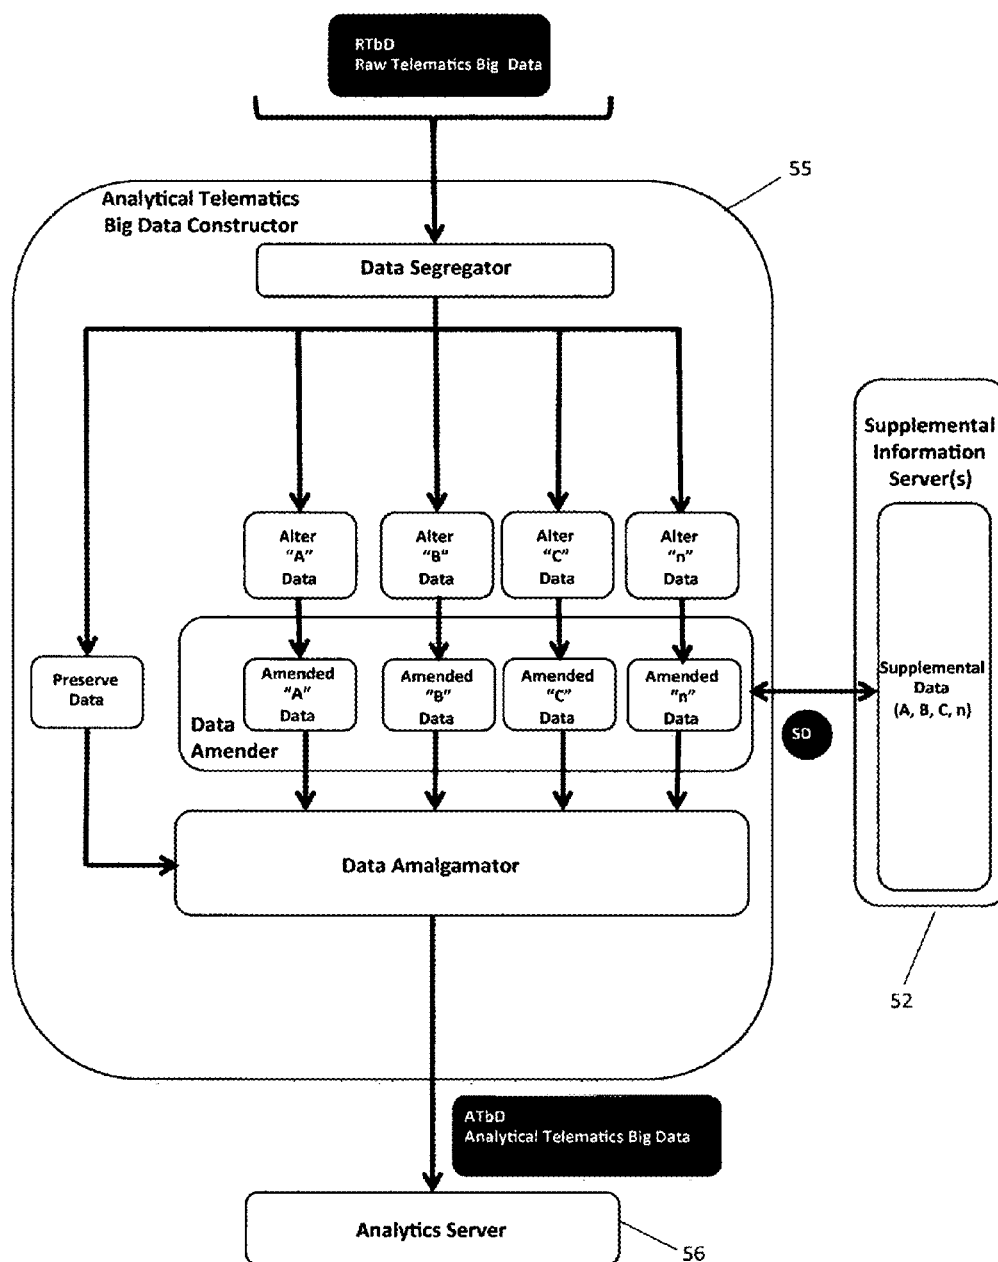 RTbD
Raw Telematics Big Data
55
Analytical Telematics
Big Data Constructor
Data Segregator
Supplemental
Information
Server(s)
Alter
"A"
Data
Alter
"B"
Data
Alter
"C"
Data
Alter
"n"
Data
Preserve
Data
Amended
"A"
Data
Amended
"B"
Data
Amended
"C"
Data
Amended
"n"
Data
Data
Amender
SD
Supplemental
Data
(A, B, C, n)
Data Amalgamator
52
ATbD
Analytical Telematics Big Data
Analytics Server
56